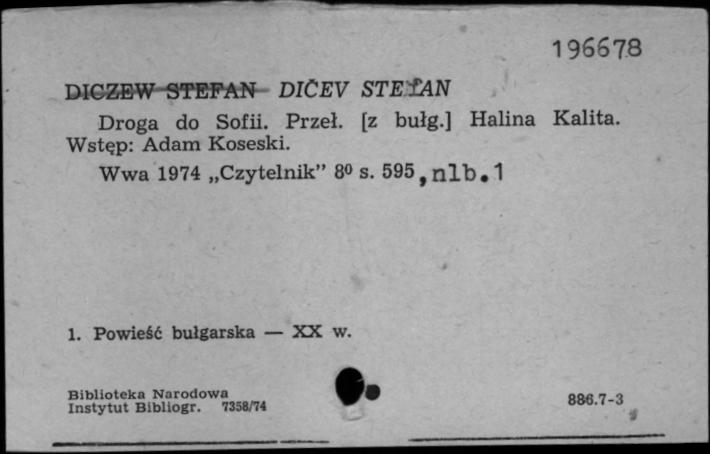 196678
DICZEW STEFAN DIČEV STEFAN
Droga do Sofii. Przeł. [z bułg.] Halina Kalita.
Wstęp: Adam Koseski.
Wwa 1974 „Czytelnik” 8⁰ s. 595, nlb. 1
1. Powieść bułgarska — XX w.
Biblioteka Narodowa
Instytut Bibliogr. 7358/74
886.7-3